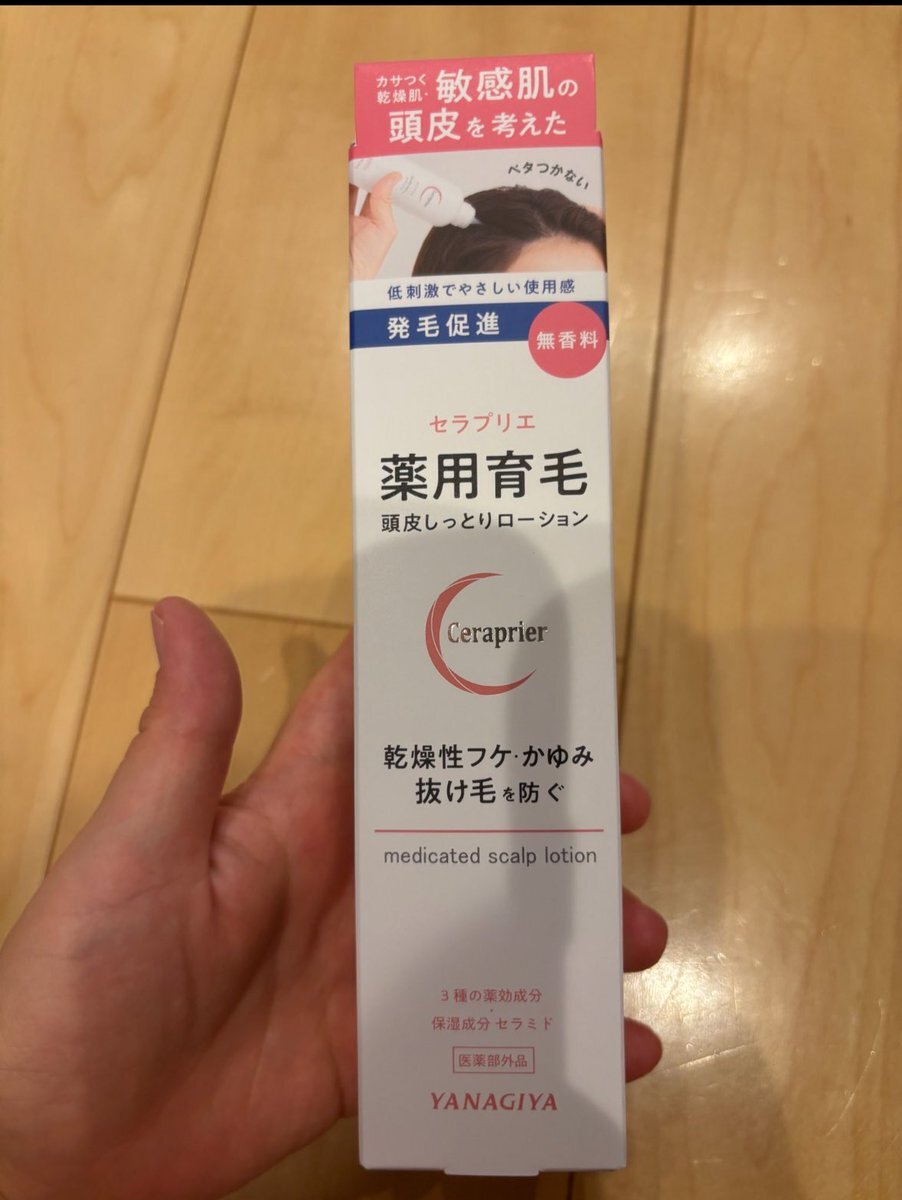 カサつく
乾燥肌・敏感肌の
頭皮を考えた
ベタつかない
Ceraprier
低刺激でやさしい使用感
発毛促進
無香料
セラプリエ
薬用育毛
頭皮しっとりローション
Ceraprier
乾燥性フケ・かゆみ
抜け毛を防ぐ
medicated scalp lotion
3種の薬効成分
・
保湿成分 セラミド
医薬部外品
YANAGIYA